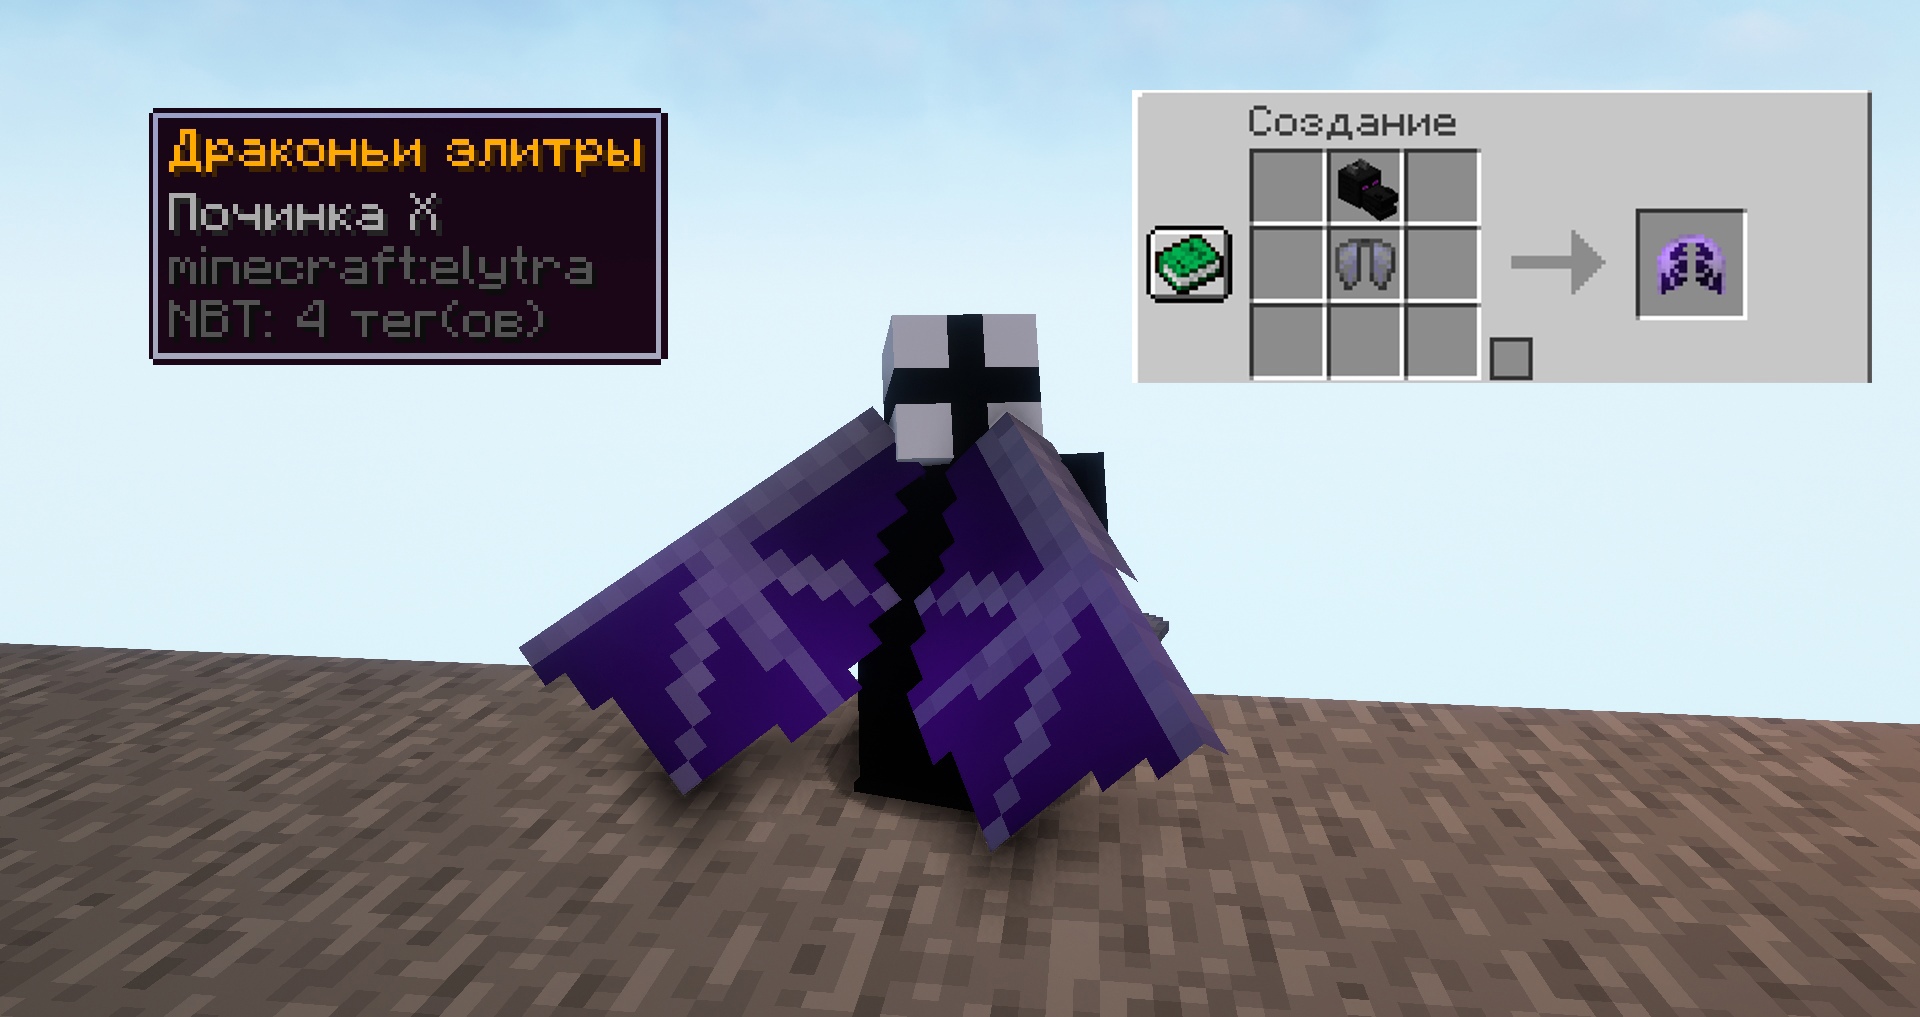 Драконьи элитры
Починка X
minecraft:elytra
NBT: 4 тег(ов)
Создание